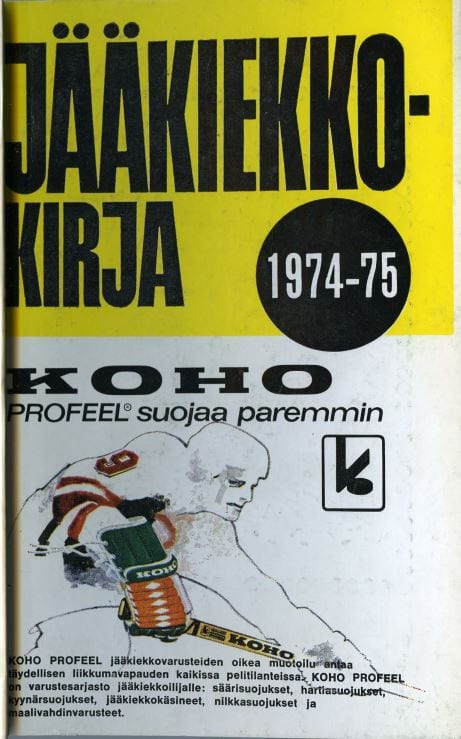 JÄÄKIEKKO-
KIRJA
1974-75
KOHO
PROFEEL® suojaa paremmin
k
9
KOHO
KOHO
KOHO PROFEEL jääkiekkovarusteiden oikea muotoilu antaa
täydellisen liikkumavapauden kaikissa pelitilanteissa. KOHO PROFEEL
on varustesarjasto jääkiekkoilijalle: säärisuojukset, hartiasuojukset,
kyynärsuojukset, jääkiekkokäsineet, nilkkasuojukset ja
maalivahdinvarusteet.